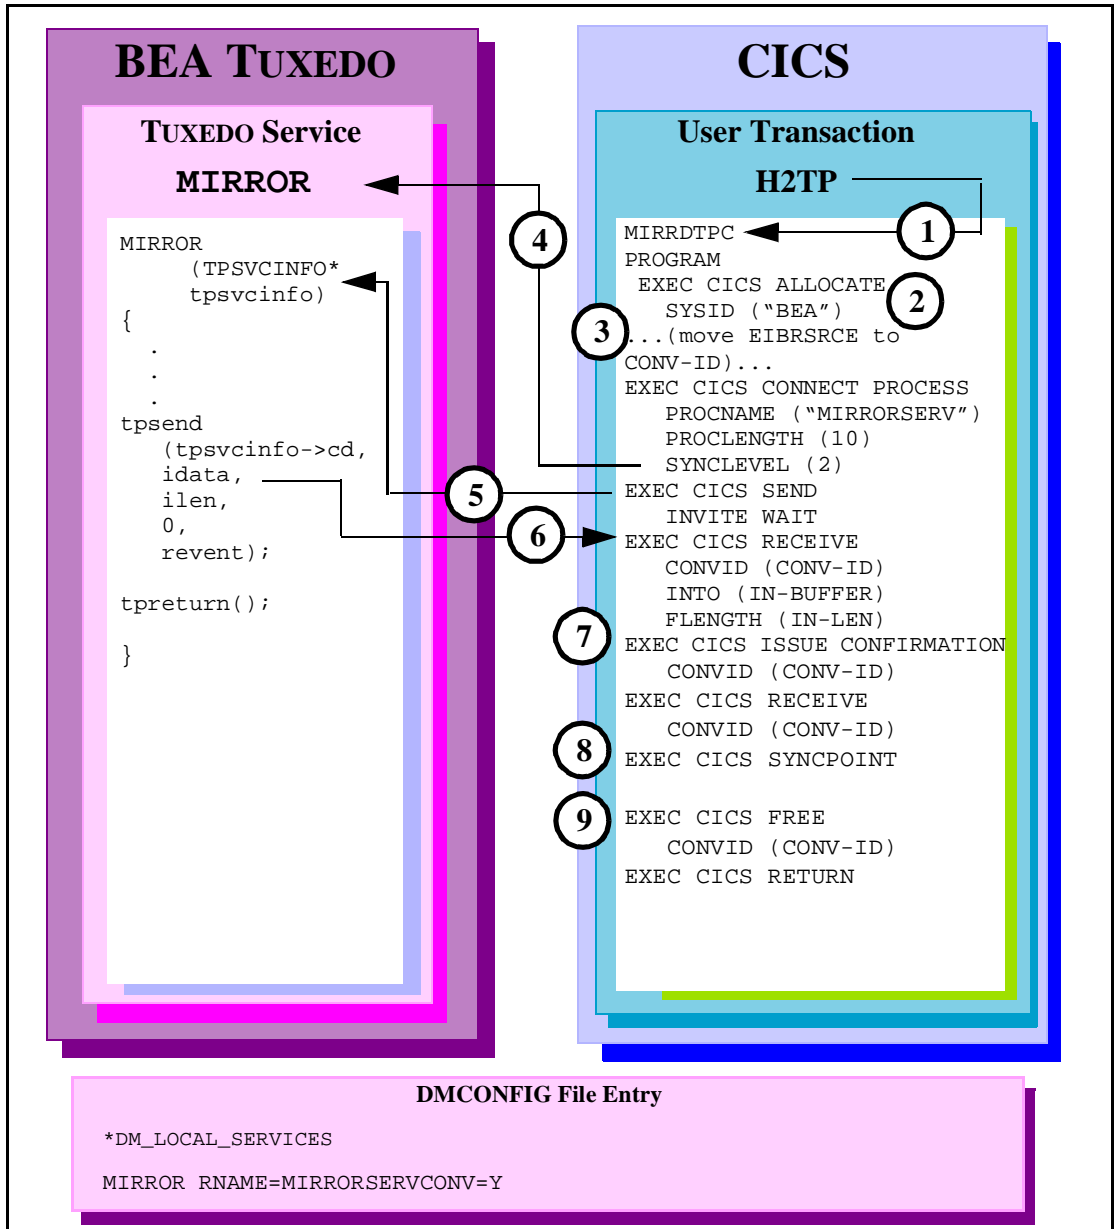 BEA TUXEDO
TUXEDO Service
MIRROR
MIRROR
(TPSVCINFO*
tpsvcinfo)
{
.
.
.
tpsend
(tpsvcinfo->cd,
idata,
ilen,
0,
revent);
tpreturn();
}
4
5
6
CICS
User Transaction
H2TP
1
MIRRDTPC
PROGRAM
EXEC CICS ALLOCATE
2
SYSID (“BEA”)
3
...(move EIBRSRCE to
CONV-ID)...
EXEC CICS CONNECT PROCESS
PROCNAME (“MIRRORSERV”)
PROCLENGTH (10)
SYNCLEVEL (2)
EXEC CICS SEND
INVITE WAIT
EXEC CICS RECEIVE
CONVID (CONV-ID)
INTO (IN-BUFFER)
FLENGTH (IN-LEN)
7
EXEC CICS ISSUE CONFIRMATION
CONVID (CONV-ID)
EXEC CICS RECEIVE
CONVID (CONV-ID)
8
EXEC CICS SYNCPOINT
9
EXEC CICS FREE
CONVID (CONV-ID)
EXEC CICS RETURN
DMCONFIG File Entry
*DM_LOCAL_SERVICES
MIRROR RNAME=MIRRORSERVCONV=Y